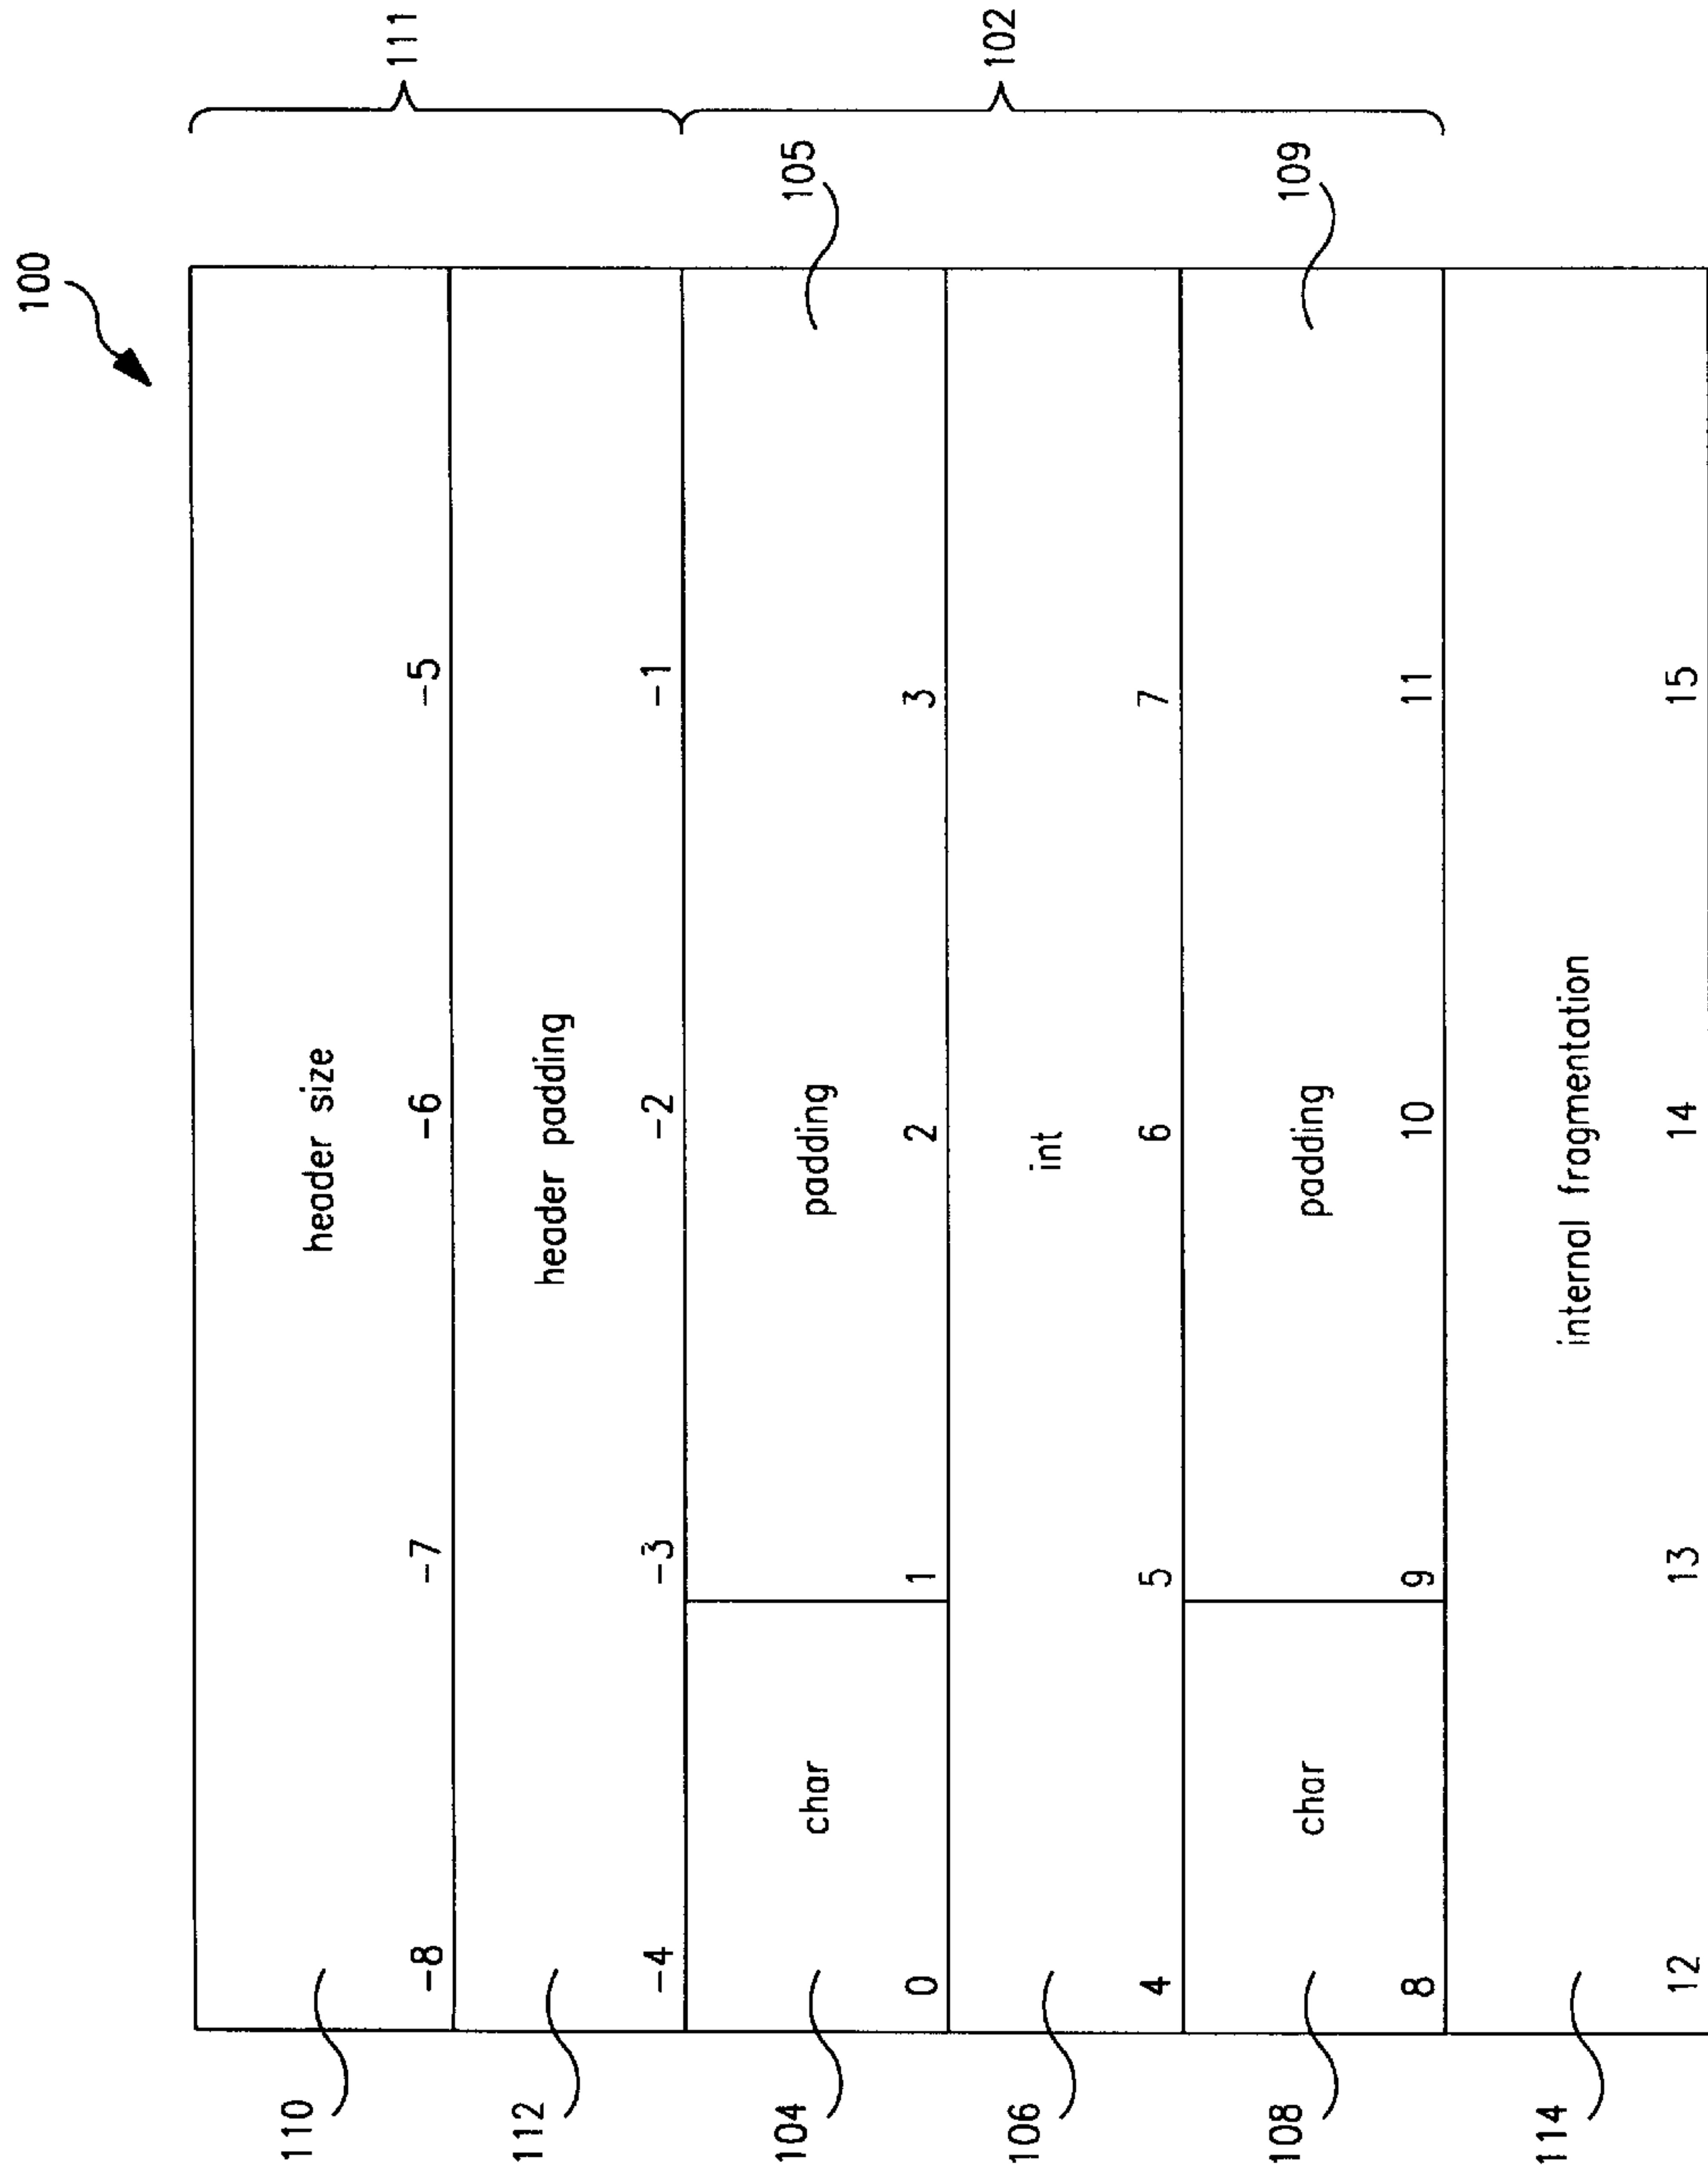 100
110
header size
-8 -7 -6 -5
111
112
header padding
-4 -3 -2 -1
104
char padding
105
0 1 2 3
106
int
4 5 6 7
102
108
char padding
109
8 9 10 11
114
internal fragmentation
12 13 14 15